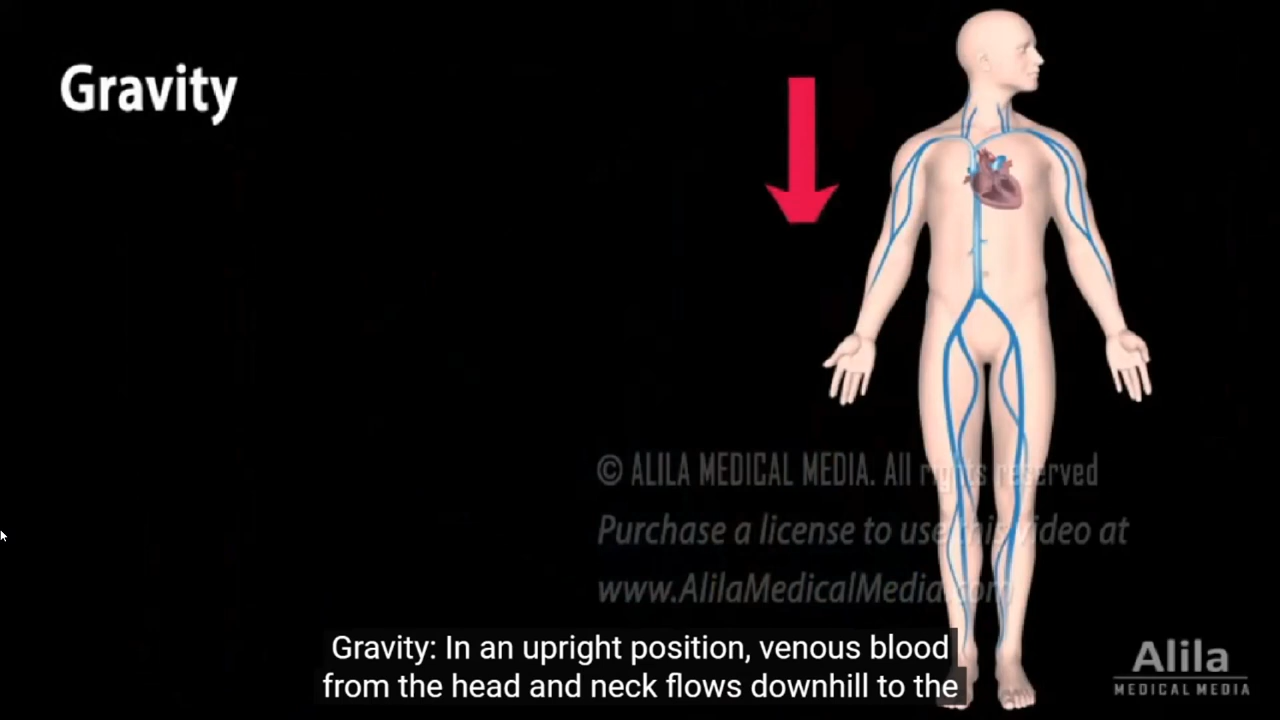 Gravity
© ALILA MEDICAL MEDIA. All rights reserved
Purchase a license to use this video at
www.AlilaMedicalMedia.com
Gravity: In an upright position, venous blood
from the head and neck flows downhill to the
Alila
MEDICAL MEDIA